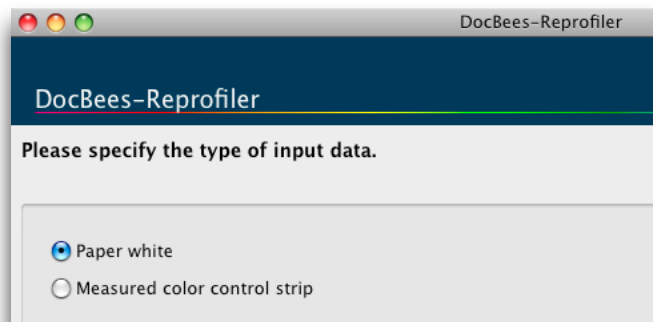 DocBees-Reprofiler
DocBees-Reprofiler
Please specify the type of input data.
Paper white
Measured color control strip